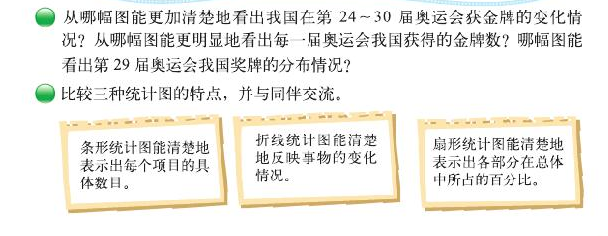 从哪幅图能更加清楚地看出我国在第 24～30 届奥运会获金牌的变化情
况？从哪幅图能更明显地看出每一届奥运会我国获得的金牌数？哪幅图能
看出第 29 届奥运会我国奖牌的分布情况？
比较三种统计图的特点，并与同伴交流。
条形统计图能清楚地
表示出每个项目的具
体数目。
折线统计图能清楚
地反映事物的变化
情况。
扇形统计图能清楚地
表示出各部分在总体
中所占的百分比。